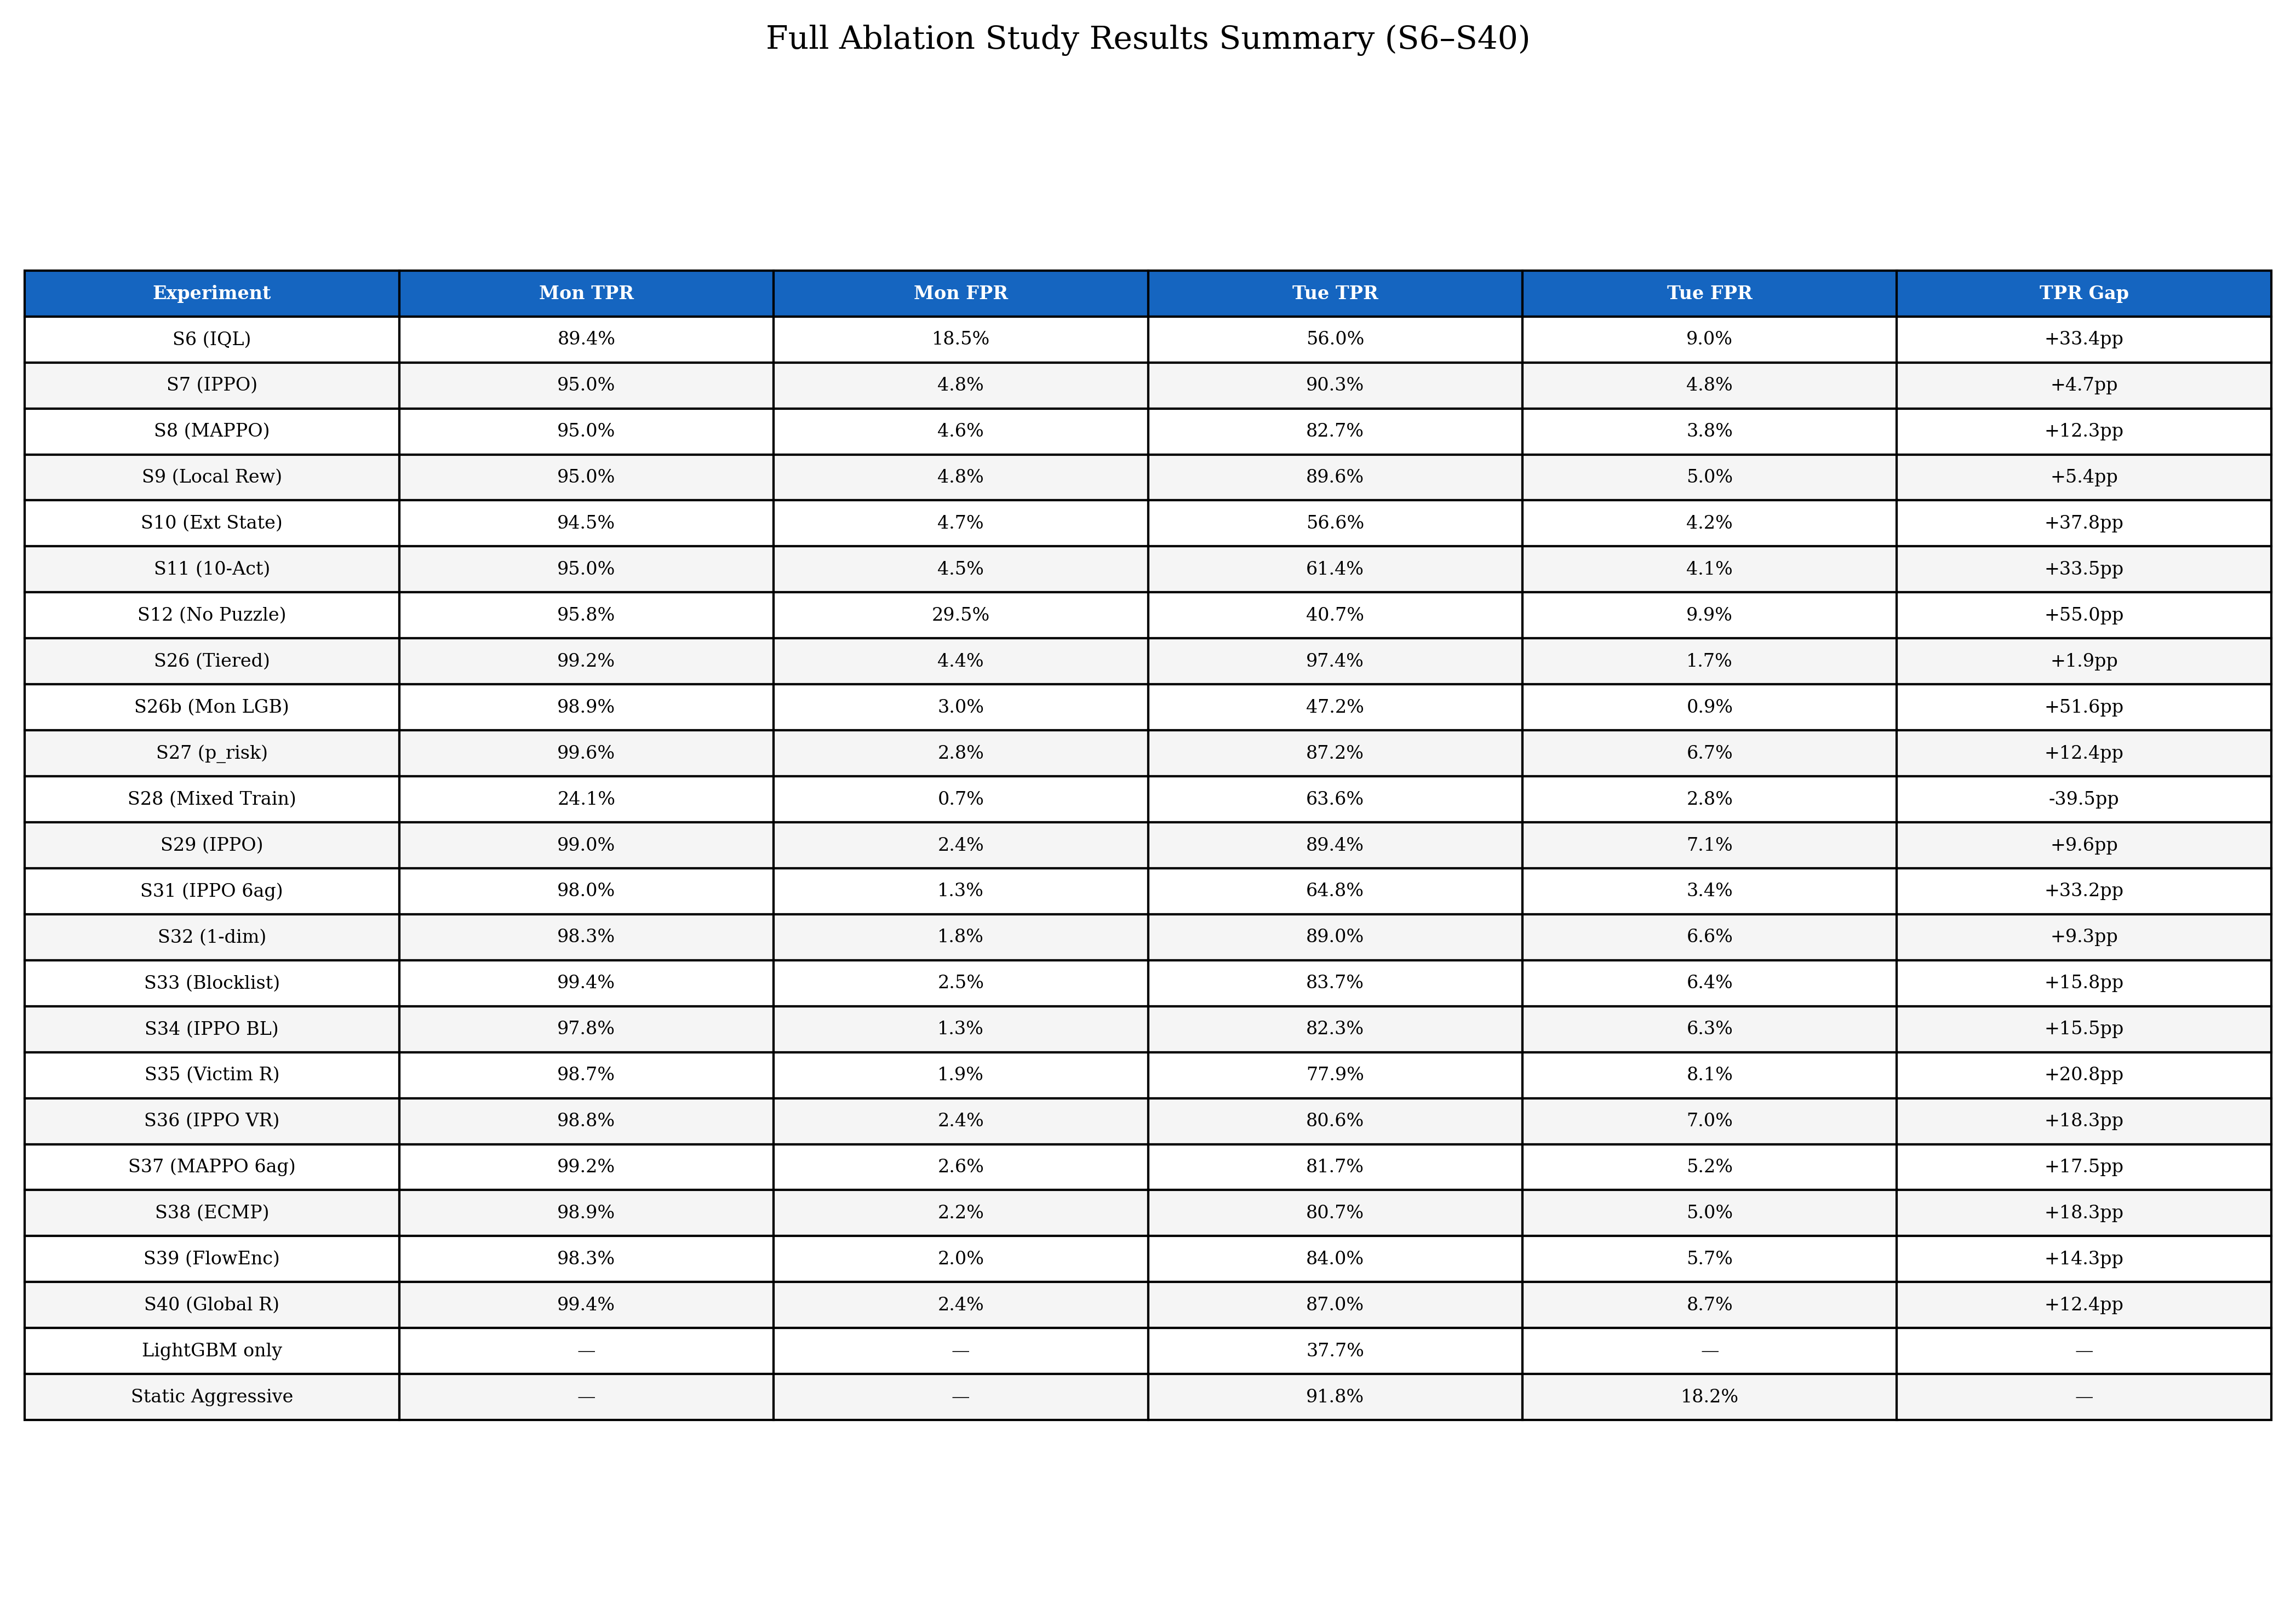 Full Ablation Study Results Summary (S6–S40)
Experiment Mon TPR Mon FPR Tue TPR Tue FPR TPR Gap
S6 (IQL) 89.4% 18.5% 56.0% 9.0% +33.4pp
S7 (IPPO) 95.0% 4.8% 90.3% 4.8% +4.7pp
S8 (MAPPO) 95.0% 4.6% 82.7% 3.8% +12.3pp
S9 (Local Rew) 95.0% 4.8% 89.6% 5.0% +5.4pp
S10 (Ext State) 94.5% 4.7% 56.6% 4.2% +37.8pp
S11 (10-Act) 95.0% 4.5% 61.4% 4.1% +33.5pp
S12 (No Puzzle) 95.8% 29.5% 40.7% 9.9% +55.0pp
S26 (Tiered) 99.2% 4.4% 97.4% 1.7% +1.9pp
S26b (Mon LGB) 98.9% 3.0% 47.2% 0.9% +51.6pp
S27 (p_risk) 99.6% 2.8% 87.2% 6.7% +12.4pp
S28 (Mixed Train) 24.1% 0.7% 63.6% 2.8% -39.5pp
S29 (IPPO) 99.0% 2.4% 89.4% 7.1% +9.6pp
S31 (IPPO 6ag) 98.0% 1.3% 64.8% 3.4% +33.2pp
S32 (1-dim) 98.3% 1.8% 89.0% 6.6% +9.3pp
S33 (Blocklist) 99.4% 2.5% 83.7% 6.4% +15.8pp
S34 (IPPO BL) 97.8% 1.3% 82.3% 6.3% +15.5pp
S35 (Victim R) 98.7% 1.9% 77.9% 8.1% +20.8pp
S36 (IPPO VR) 98.8% 2.4% 80.6% 7.0% +18.3pp
S37 (MAPPO 6ag) 99.2% 2.6% 81.7% 5.2% +17.5pp
S38 (ECMP) 98.9% 2.2% 80.7% 5.0% +18.3pp
S39 (FlowEnc) 98.3% 2.0% 84.0% 5.7% +14.3pp
S40 (Global R) 99.4% 2.4% 87.0% 8.7% +12.4pp
LightGBM only — — 37.7% — —
Static Aggressive — — 91.8% 18.2% —